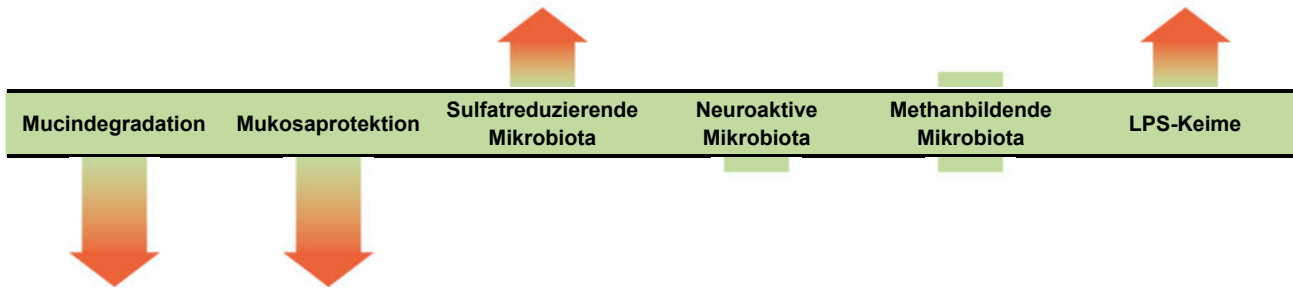 Mucindegradation
Mukosaprotektion
Sulfatreduzierende
Mikrobiota
Neuroaktive
Mikrobiota
Methanbildende
Mikrobiota
LPS-Keime